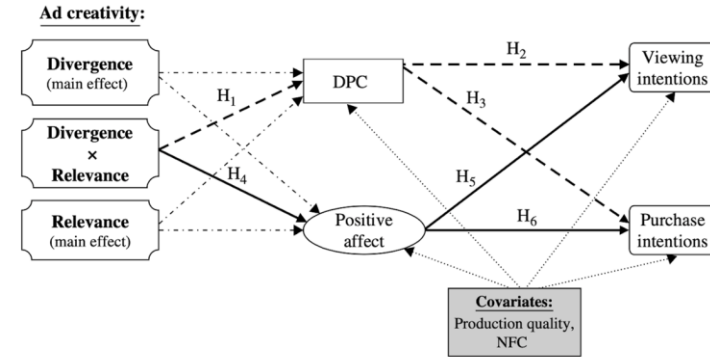 Ad creativity:
Divergence
(main effect)
Divergence
×
Relevance
Relevance
(main effect)
H1
H4
DPC
Positive
affect
H2
H3
H5
H6
Viewing
intentions
Purchase
intentions
Covariates:
Production quality,
NFC